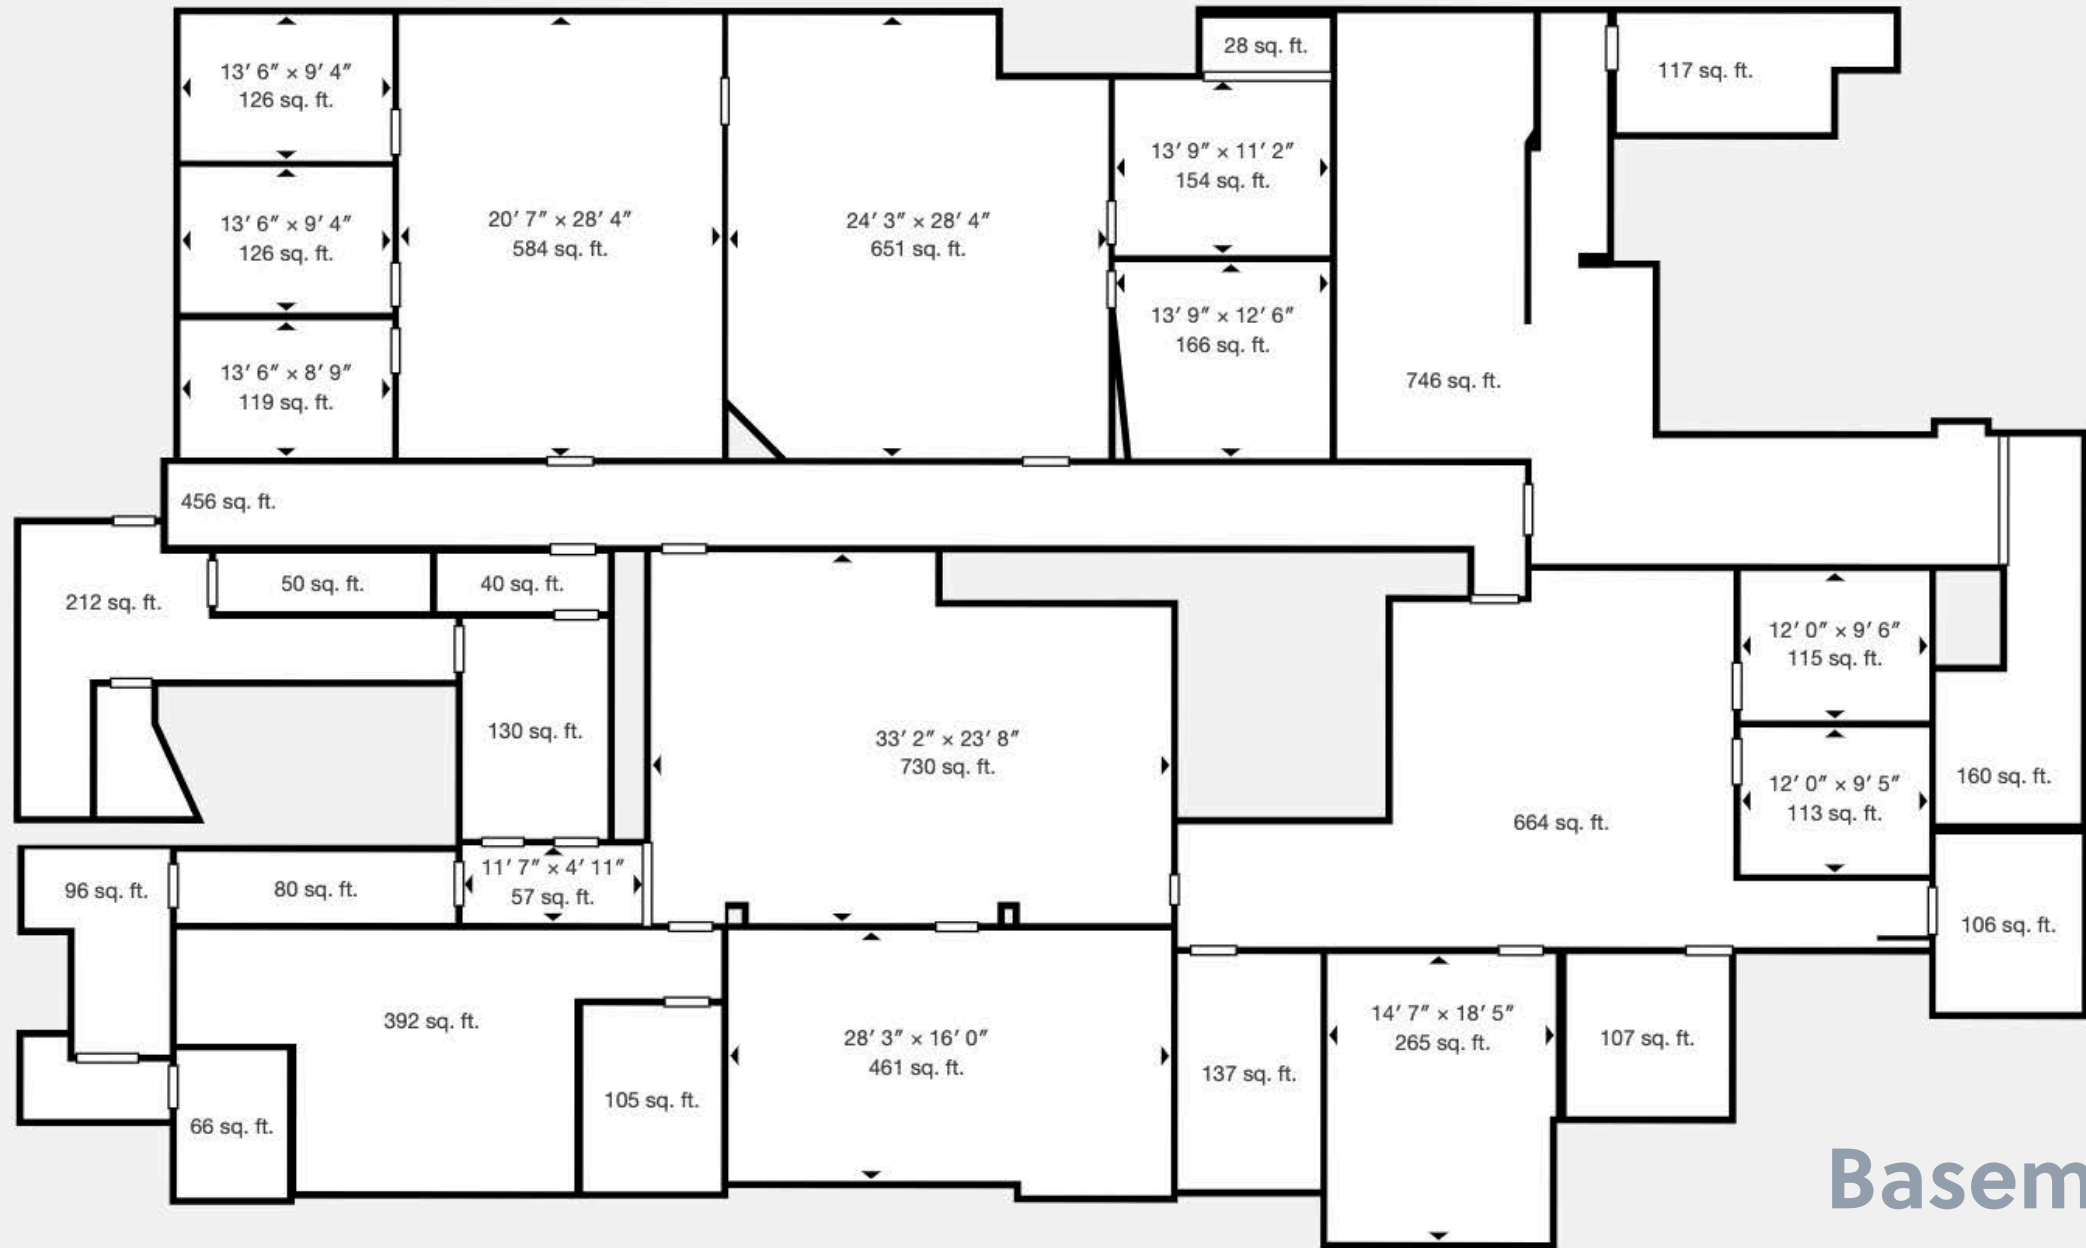 13′ 6″ × 9′ 4″
126 sq. ft.
20′ 7″ × 28′ 4″
584 sq. ft.
24′ 3″ × 28′ 4″
651 sq. ft.
28 sq. ft.
117 sq. ft.
13′ 9″ × 11′ 2″
154 sq. ft.
13′ 6″ × 9′ 4″
126 sq. ft.
13′ 9″ × 12′ 6″
166 sq. ft.
13′ 6″ × 8′ 9″
119 sq. ft.
746 sq. ft.
456 sq. ft.
212 sq. ft.
50 sq. ft.
40 sq. ft.
130 sq. ft.
33′ 2″ × 23′ 8″
730 sq. ft.
12′ 0″ × 9′ 6″
115 sq. ft.
12′ 0″ × 9′ 5″
113 sq. ft.
160 sq. ft.
664 sq. ft.
96 sq. ft.
80 sq. ft.
11′ 7″ × 4′ 11″
57 sq. ft.
106 sq. ft.
392 sq. ft.
28′ 3″ × 16′ 0″
461 sq. ft.
14′ 7″ × 18′ 5″
265 sq. ft.
107 sq. ft.
137 sq. ft.
105 sq. ft.
66 sq. ft.
Basem